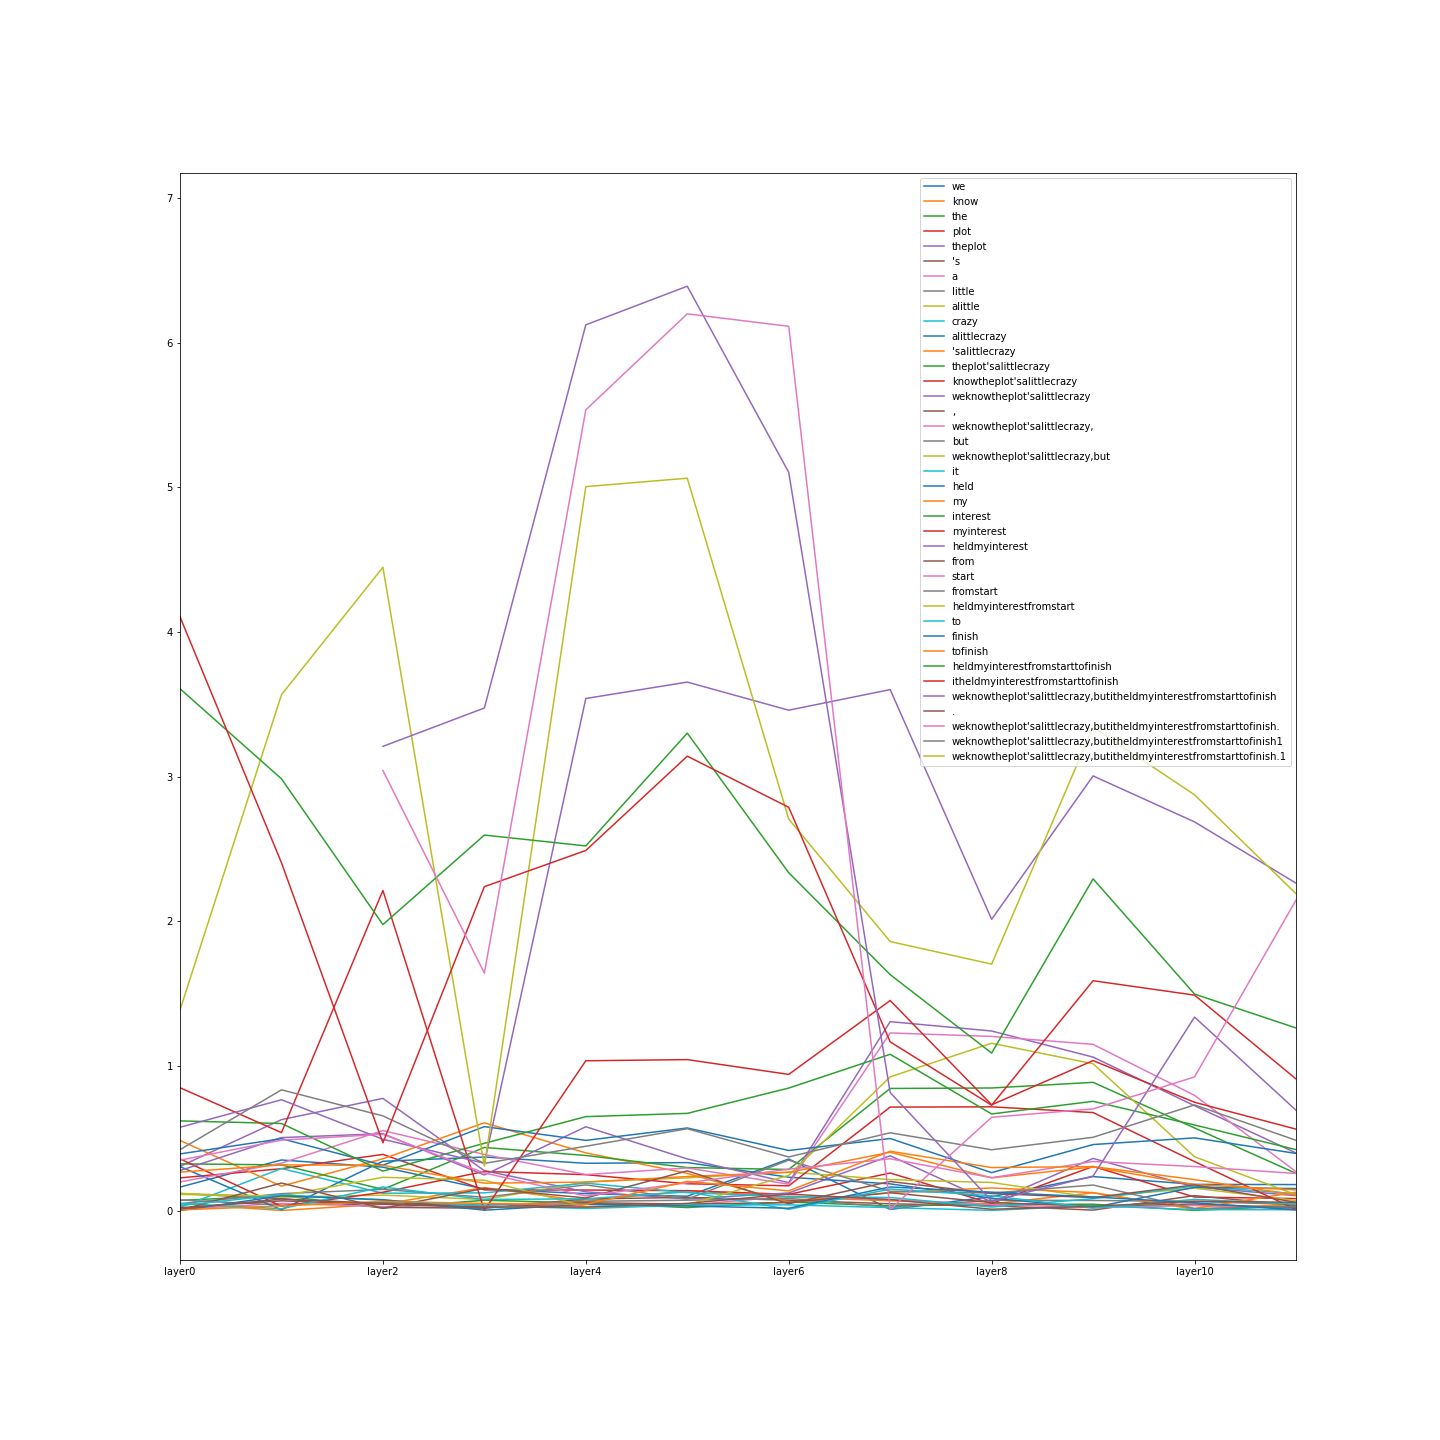 7
6
5
4
3
2
1
0
layer0
layer2
layer4
layer6
layer8
layer10
we
know
the
plot
theplot
's
a
little
alittle
crazy
alittlecrazy
'salittlecrazy
theplot'salittlecrazy
knowtheplot'salittlecrazy
weknowtheplot'salittlecrazy
,
weknowtheplot'salittlecrazy,
but
weknowtheplot'salittlecrazy,but
it
held
my
interest
myinterest
heldmyinterest
from
start
fromstart
heldmyinterestfromstart
to
finish
tofinish
heldmyinterestfromstarttofinish
itheldmyinterestfromstarttofinish
weknowtheplot'salittlecrazy,butitheldmyinterestfromstarttofinish
.
weknowtheplot'salittlecrazy,butitheldmyinterestfromstarttofinish.
weknowtheplot'salittlecrazy,butitheldmyinterestfromstarttofinish1
weknowtheplot'salittlecrazy,butitheldmyinterestfromstarttofinish.1